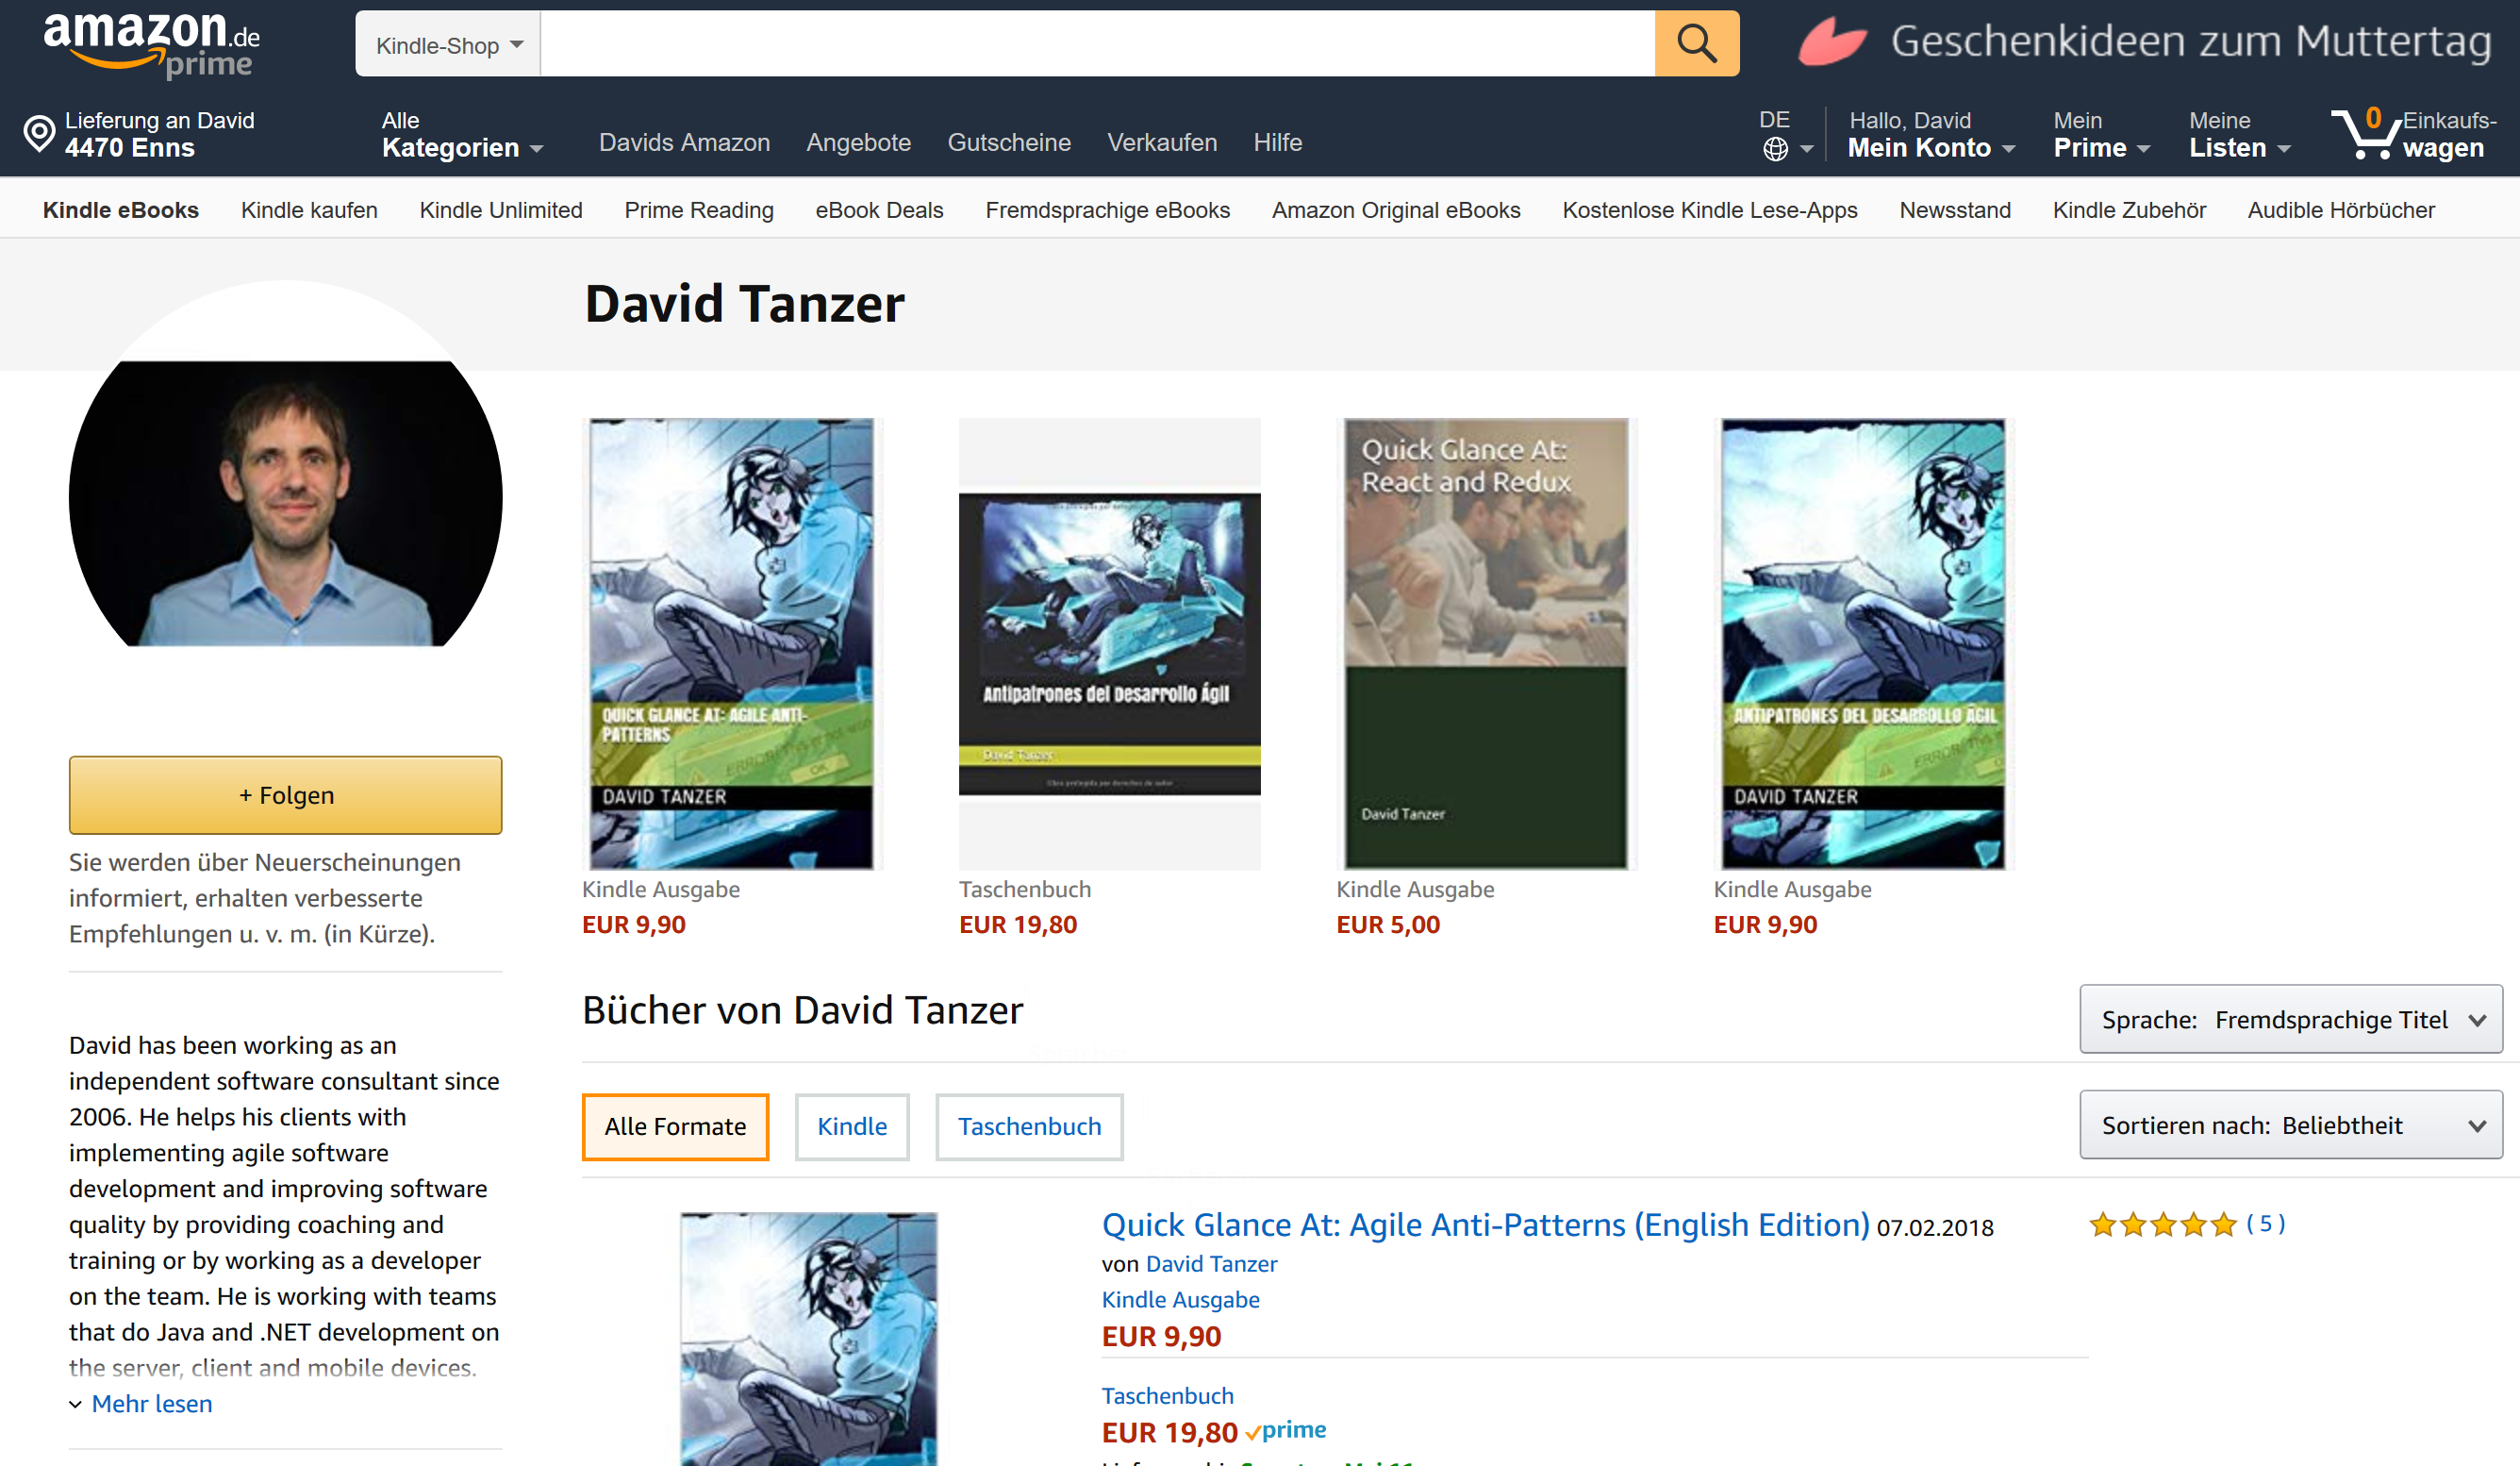 amazon.de
prime
Kindle-Shop
Geschenkideen zum Muttertag
Lieferung an David
4470 Enns
Alle
Kategorien
Davids Amazon
Angebote
Gutscheine
Verkaufen
Hilfe
DE
Hallo, David
Mein Konto
Mein
Prime
Meine
Listen
0
Einkaufs-
wagen
Kindle eBooks
Kindle kaufen
Kindle Unlimited
Prime Reading
eBook Deals
Fremdsprachige eBooks
Amazon Original eBooks
Kostenlose Kindle Lese-Apps
Newsstand
Kindle Zubehör
Audible Hörbücher
David Tanzer
+ Folgen
Sie werden über Neuerscheinungen
informiert, erhalten verbesserte
Empfehlungen u. v. m. (in Kürze).
David has been working as an
independent software consultant since
2006. He helps his clients with
implementing agile software
development and improving software
quality by providing coaching and
training or by working as a developer
on the team. He is working with teams
that do Java and .NET development on
the server, client and mobile devices.
Mehr lesen
QUICK GLANCE AT: AGILE ANTI-
PATTERNS
ERROR
OK
DAVID TANZER
Kindle Ausgabe
EUR 9,90
Antipatrones del Desarrollo Ágil
David Tanzer
Obra protegida por derechos de autor
Taschenbuch
EUR 19,80
Quick Glance At:
React and Redux
David Tanzer
Kindle Ausgabe
EUR 5,00
ANTIPATRONES DEL DESARROLLO ÁGIL
ERROR
DAVID TANZER
Kindle Ausgabe
EUR 9,90
Bücher von David Tanzer
Sprache: Fremdsprachige Titel
Alle Formate
Kindle
Taschenbuch
Sortieren nach: Beliebtheit
Quick Glance At: Agile Anti-Patterns (English Edition) 07.02.2018
( 5 )
von David Tanzer
Kindle Ausgabe
EUR 9,90
Taschenbuch
EUR 19,80 prime